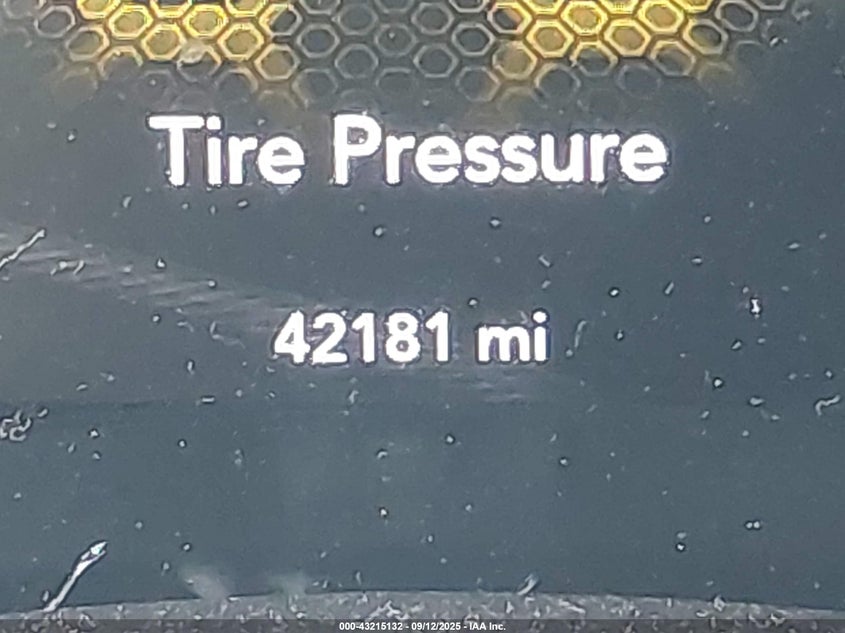 Tire Pressure
42181 mi
000-43215132 - 09/12/2025 - IAA Inc.